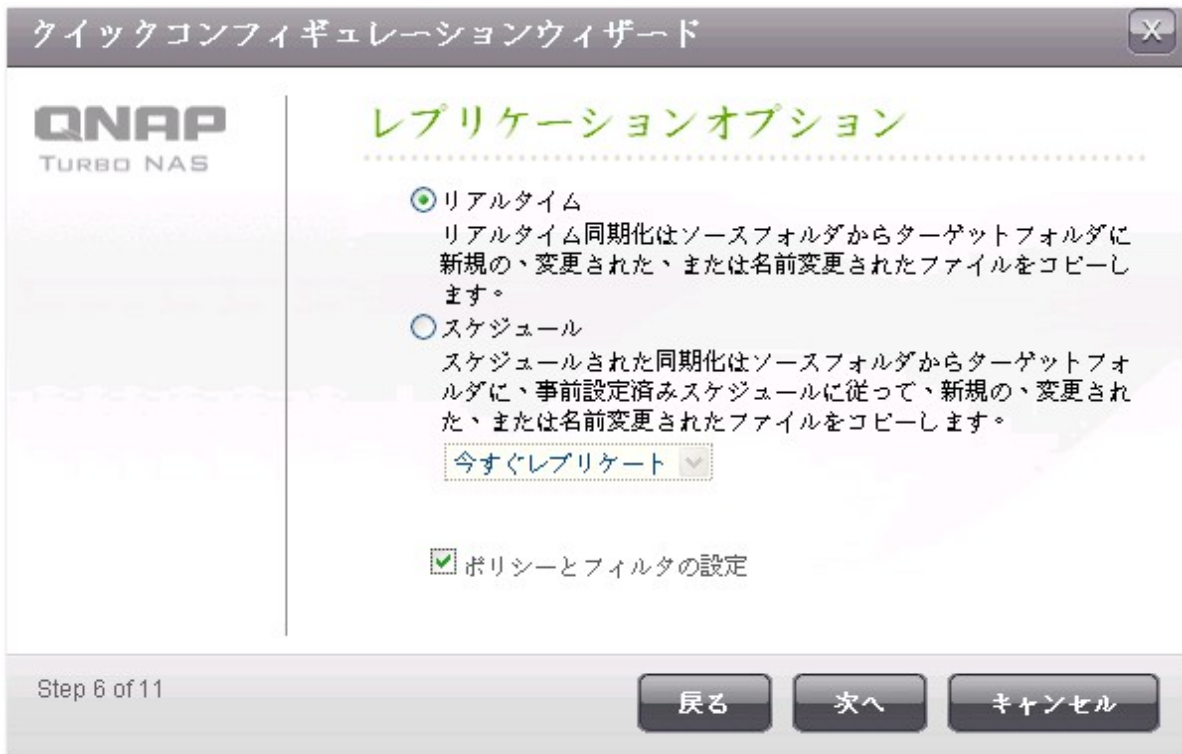 クイックコンフィギュレーションウィザード
X
QNAP
TURBO NAS
レプリケーションオプション
リアルタイム
リアルタイム同期化はソースフォルダからターゲットフォルダに
新規の、変更された、または名前変更されたファイルをコピーし
ます。
スケジュール
スケジュールされた同期化はソースフォルダからターゲットフォ
ルダに、事前設定済みスケジュールに従って、新規の、変更され
た、または名前変更されたファイルをコピーします。
今すぐレプリケート
ポリシーとフィルタの設定
Step 6 of 11
戻る
次へ
キャンセル